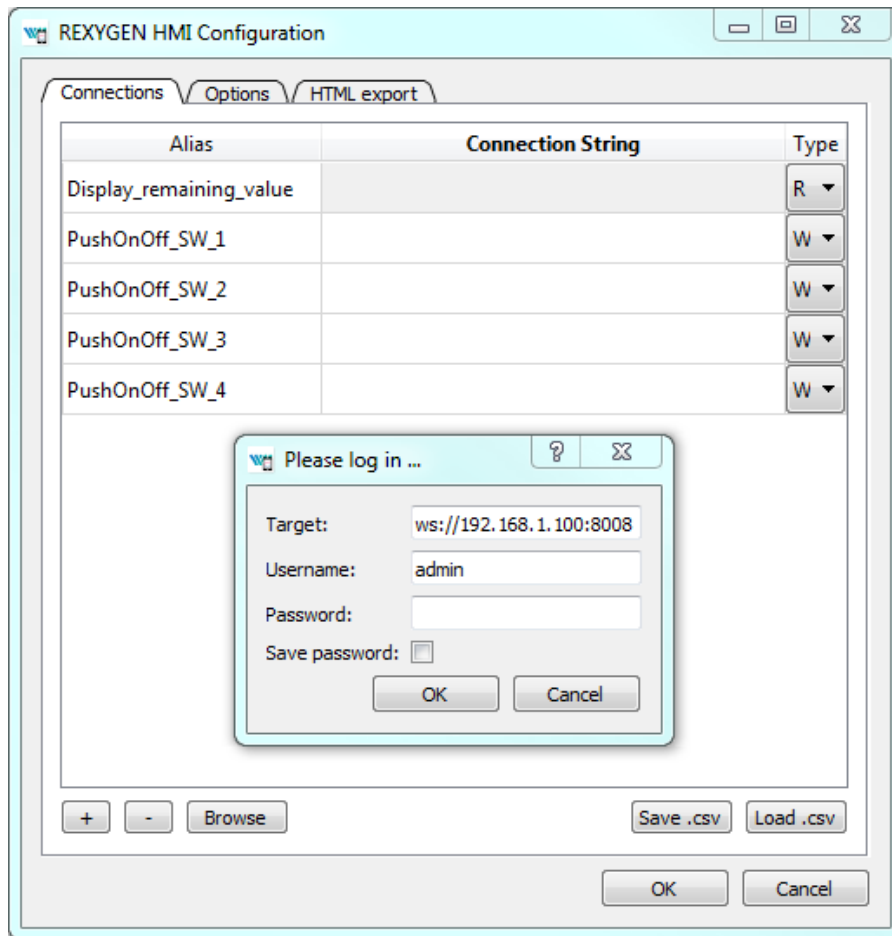 REXYGEN HMI Configuration
Connections Options HTML export
Alias Connection String Type
Display_remaining_value R
PushOnOff_SW_1 W
PushOnOff_SW_2 W
PushOnOff_SW_3 W
PushOnOff_SW_4 W
Please log in ... ?
Target: ws://192.168.1.100:8008
Username: admin
Password:
Save password:
OK Cancel
+ - Browse Save .csv Load .csv
OK Cancel